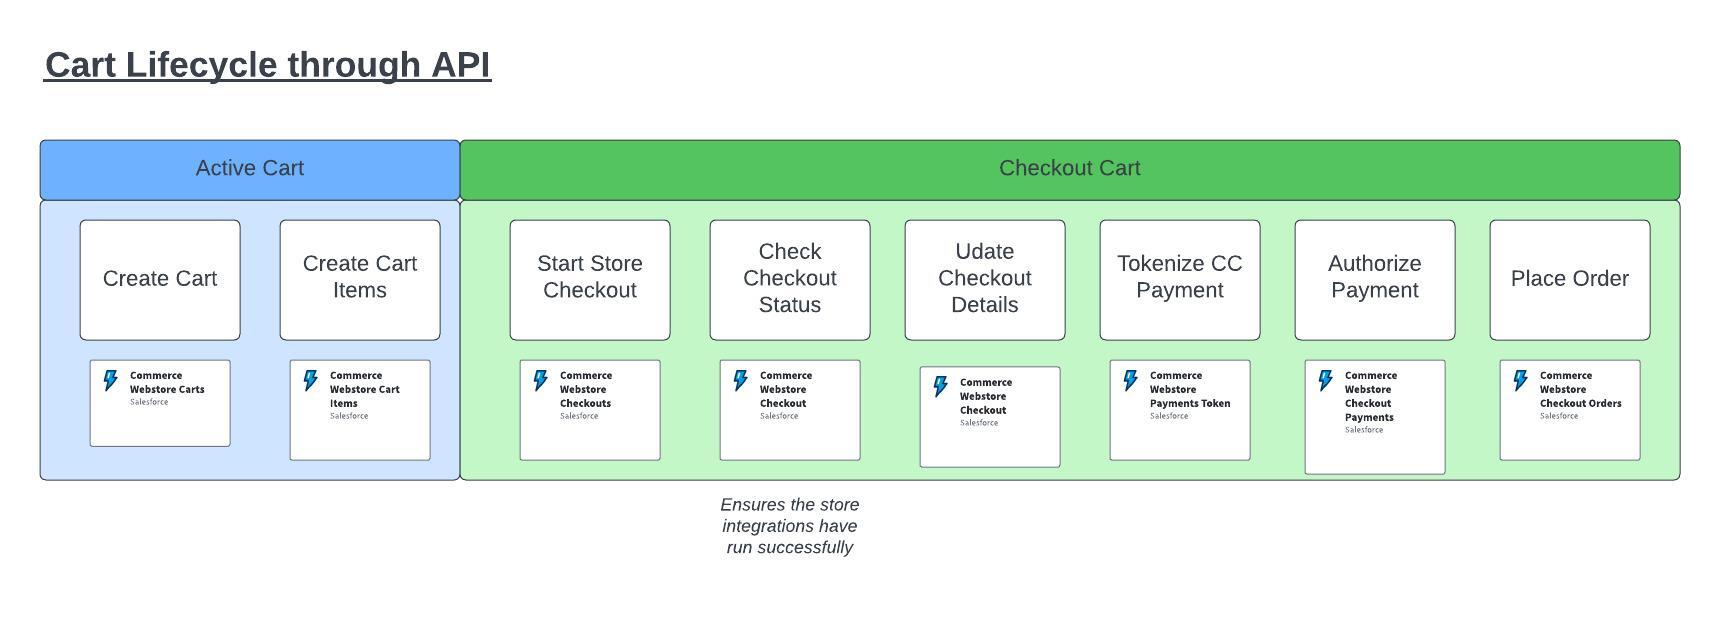 Cart Lifecycle through API
Active Cart
Checkout Cart
Create Cart
Create Cart
Items
Start Store
Checkout
Check
Checkout
Status
Udate
Checkout
Details
Tokenize CC
Payment
Authorize
Payment
Place Order
Commerce
Webstore Carts
Salesforce
Commerce
Webstore Cart
Items
Salesforce
Commerce
Webstore
Checkouts
Salesforce
Commerce
Webstore
Checkout
Salesforce
Commerce
Webstore
Checkout
Salesforce
Commerce
Webstore
Payments Token
Salesforce
Commerce
Webstore
Checkout
Payments
Salesforce
Commerce
Webstore
Checkout Orders
Salesforce
Ensures the store
integrations have
run successfully